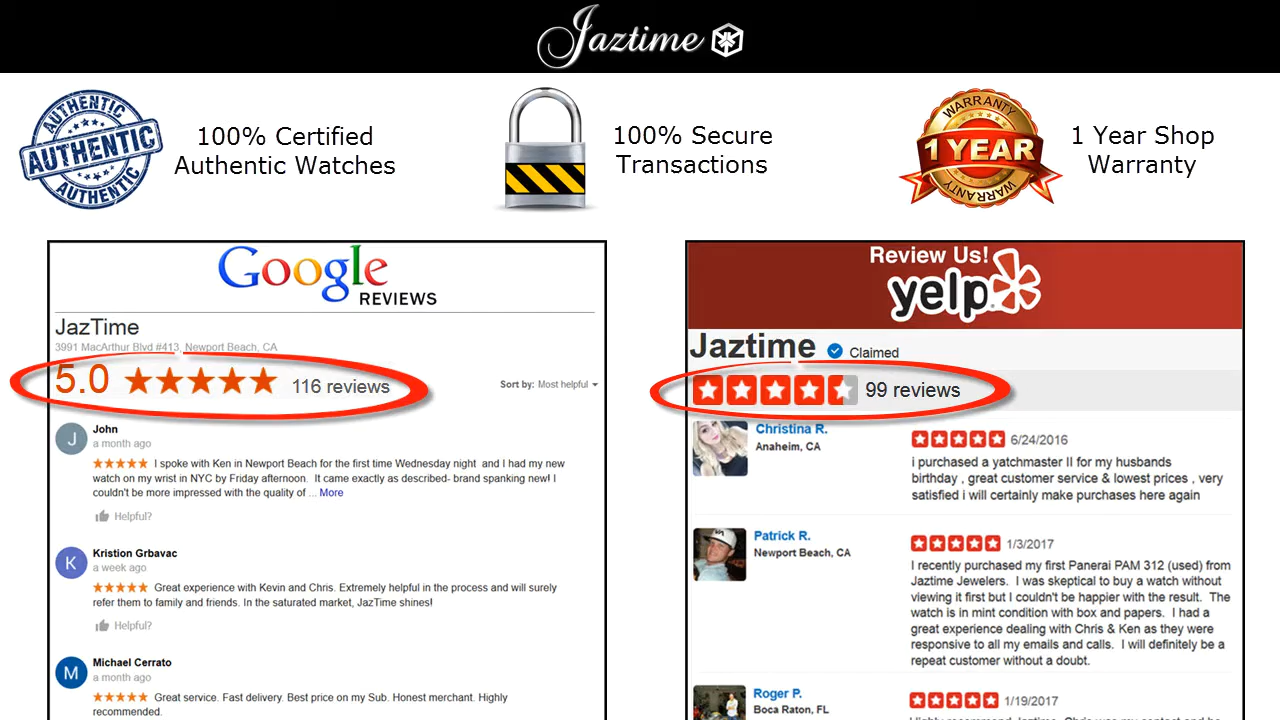 Jaztime
AUTHENTIC
AUTHENTIC
AUTHENTIC
100% Certified
Authentic Watches
100% Secure
Transactions
WARRANTY
1 YEAR
WARRANTY
1 Year Shop
Warranty
Google
REVIEWS
JazTime
3991 MacArthur Blvd #413, Newport Beach, CA
5.0 116 reviews
Sort by: Most helpful
J
John
a month ago
I spoke with Ken in Newport Beach for the first time Wednesday night and I had my new
watch on my wrist in NYC by Friday afternoon. It came exactly as described- brand spanking new! I
couldn't be more impressed with the quality of ... More
Helpful?
K
Kristion Grbavac
a week ago
Great experience with Kevin and Chris. Extremely helpful in the process and will surely
refer them to family and friends. In the saturated market, JazTime shines!
Helpful?
M
Michael Cerrato
a month ago
Great service. Fast delivery. Best price on my Sub. Honest merchant. Highly
recommended.
Review Us!
yelp
Jaztime Claimed
99 reviews
Christina R.
Anaheim, CA
6/24/2016
i purchased a yatchmaster II for my husbands
birthday , great customer service & lowest prices , very
satisfied i will certainly make purchases here again
Patrick R.
Newport Beach, CA
1/3/2017
I recently purchased my first Panerai PAM 312 (used) from
Jaztime Jewelers. I was skeptical to buy a watch without
viewing it first but I couldn't be happier with the result. The
watch is in mint condition with box and papers. I had a
great experience dealing with Chris & Ken as they were
responsive to all my emails and calls. I will definitely be a
repeat customer without a doubt.
Roger P.
Boca Raton, FL
1/19/2017